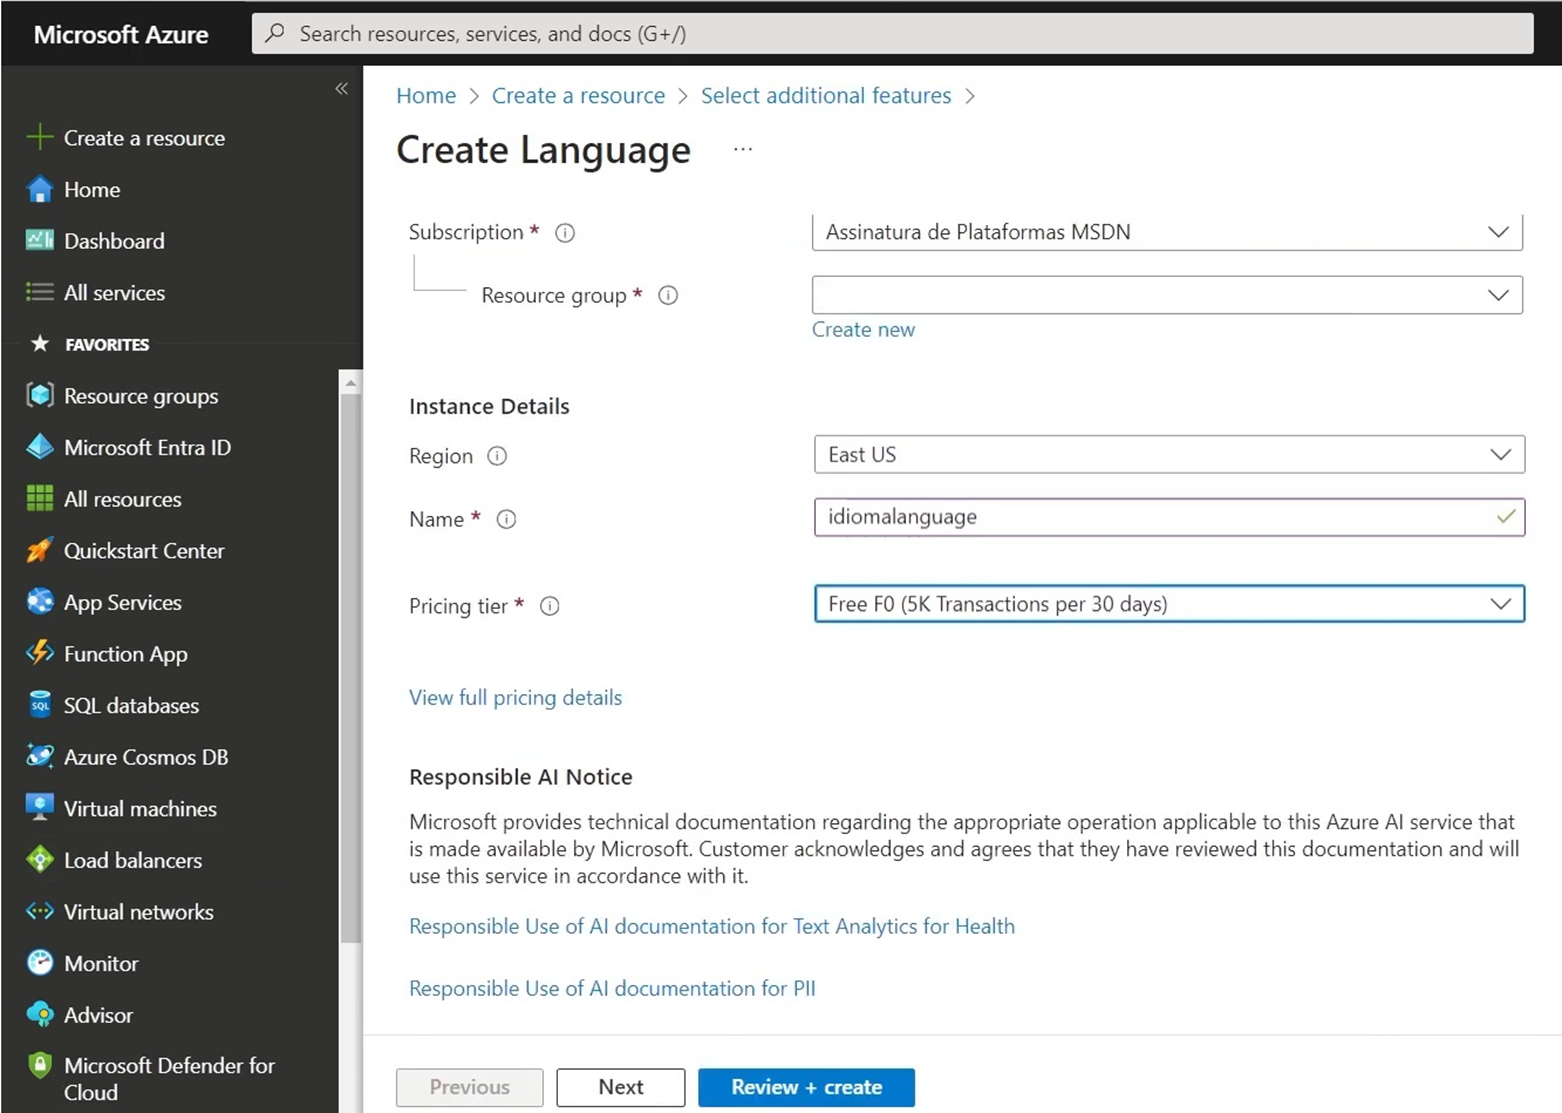 Microsoft Azure
Search resources, services, and docs (G+/)
«
Create a resource
Home
Dashboard
All services
FAVORITES
Resource groups
Microsoft Entra ID
All resources
Quickstart Center
App Services
Function App
SQL
SQL databases
Azure Cosmos DB
Virtual machines
Load balancers
Virtual networks
Monitor
Advisor
Microsoft Defender for
Cloud
Home > Create a resource > Select additional features >
Create Language ...
Subscription * Assinatura de Plataformas MSDN
Resource group *
Create new
Instance Details
Region East US
Name * idiomalanguage
Pricing tier * Free F0 (5K Transactions per 30 days)
View full pricing details
Responsible AI Notice
Microsoft provides technical documentation regarding the appropriate operation applicable to this Azure AI service that
is made available by Microsoft. Customer acknowledges and agrees that they have reviewed this documentation and will
use this service in accordance with it.
Responsible Use of AI documentation for Text Analytics for Health
Responsible Use of AI documentation for PII
Previous Next Review + create